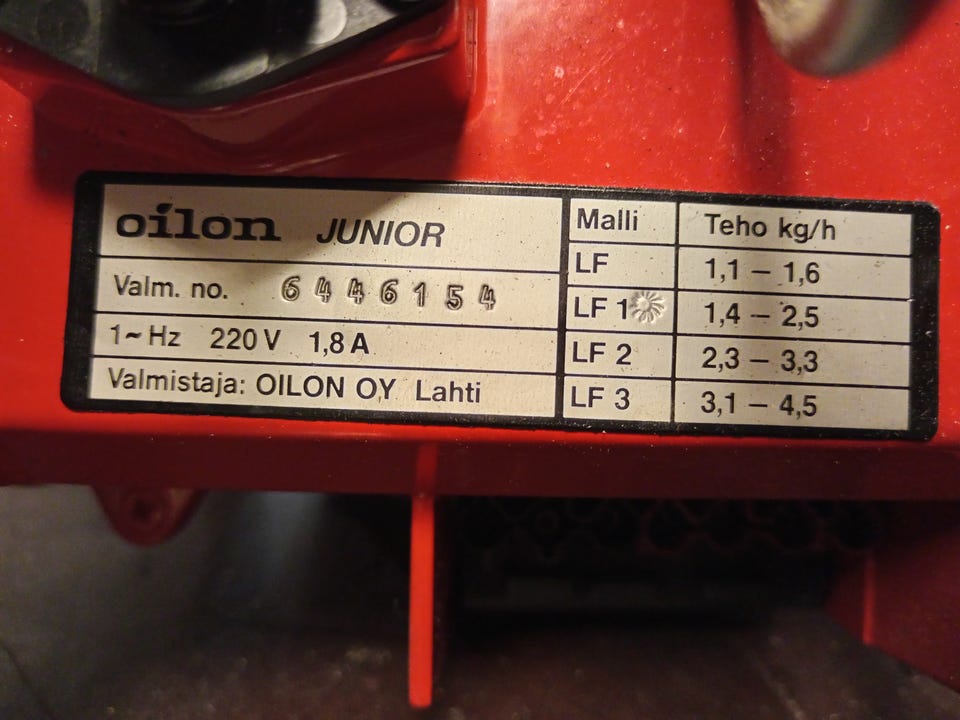 oilon JUNIOR
Valm. no. 6446154
1~Hz 220V 1,8A
Valmistaja: OILON OY Lahti
Malli Teho kg/h
LF 1,1 – 1,6
LF 1 1,4 – 2,5
LF 2 2,3 – 3,3
LF 3 3,1 – 4,5